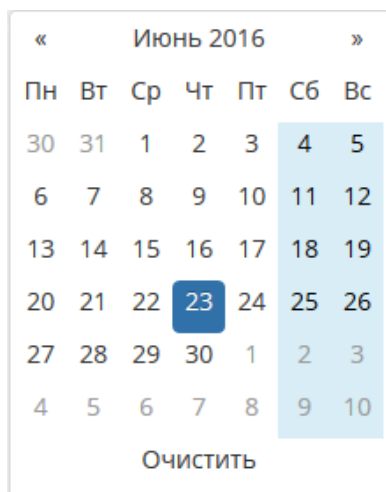 « Июнь 2016 »
Пн Вт Ср Чт Пт Сб Вс
30 31 1 2 3 4 5
6 7 8 9 10 11 12
13 14 15 16 17 18 19
20 21 22 23 24 25 26
27 28 29 30 1 2 3
4 5 6 7 8 9 10
Очистить